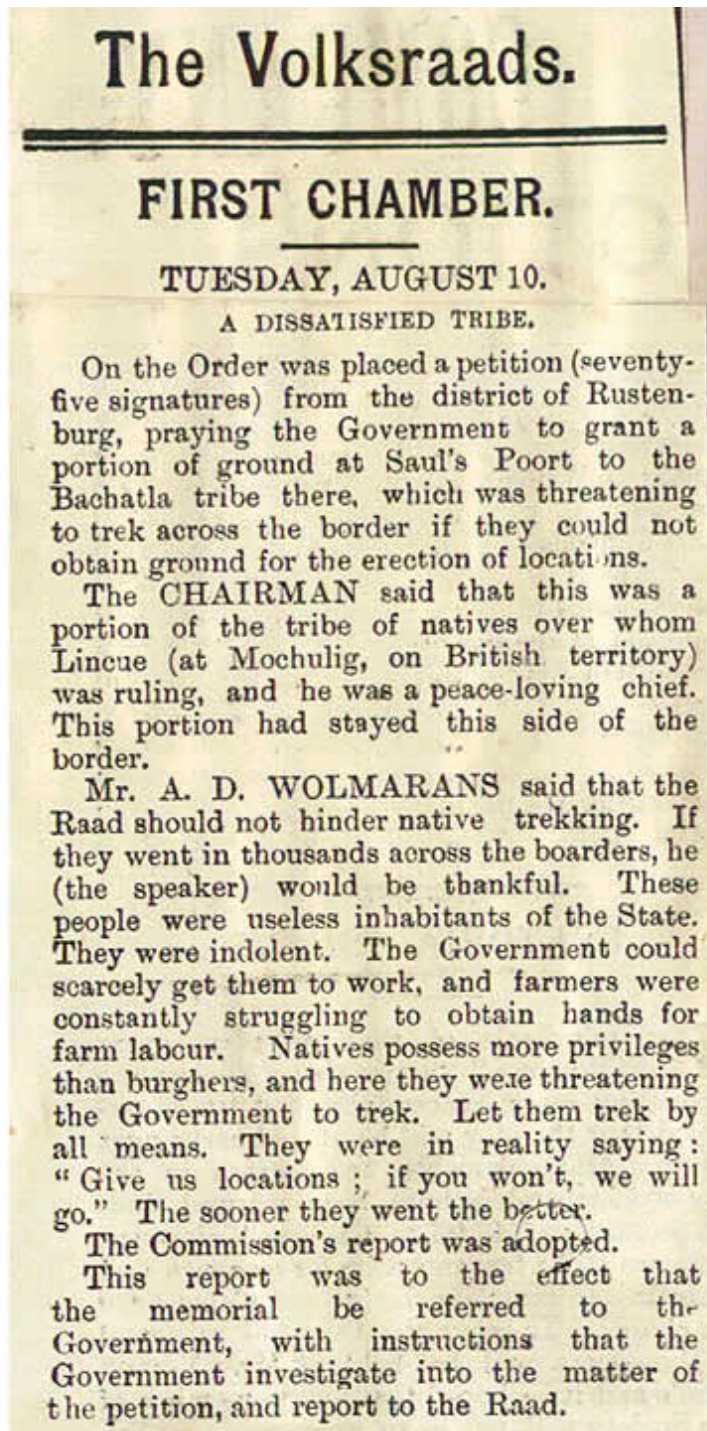 The Volksraads.
FIRST CHAMBER.
TUESDAY, AUGUST 10.
A DISSATISFIED TRIBE.
On the Order was placed a petition (seventy-
five signatures) from the district of Rusten-
burg, praying the Government to grant a
portion of ground at Saul's Poort to the
Bachatla tribe there, which was threatening
to trek across the border if they could not
obtain ground for the erection of locations.
The CHAIRMAN said that this was a
portion of the tribe of natives over whom
Lincue (at Mochulig, on British territory)
was ruling, and he was a peace-loving chief.
This portion had stayed this side of the
border.
Mr. A. D. WOLMARANS said that the
Raad should not hinder native trekking. If
they went in thousands across the boarders, he
(the speaker) would be thankful. These
people were useless inhabitants of the State.
They were indolent. The Government could
scarcely get them to work, and farmers were
constantly struggling to obtain hands for
farm labour. Natives possess more privileges
than burghers, and here they were threatening
the Government to trek. Let them trek by
all means. They were in reality saying :
“ Give us locations ; if you won't, we will
go.” The sooner they went the better.
The Commission's report was adopted.
This report was to the effect that
the memorial be referred to the
Government, with instructions that the
Government investigate into the matter of
the petition, and report to the Raad.